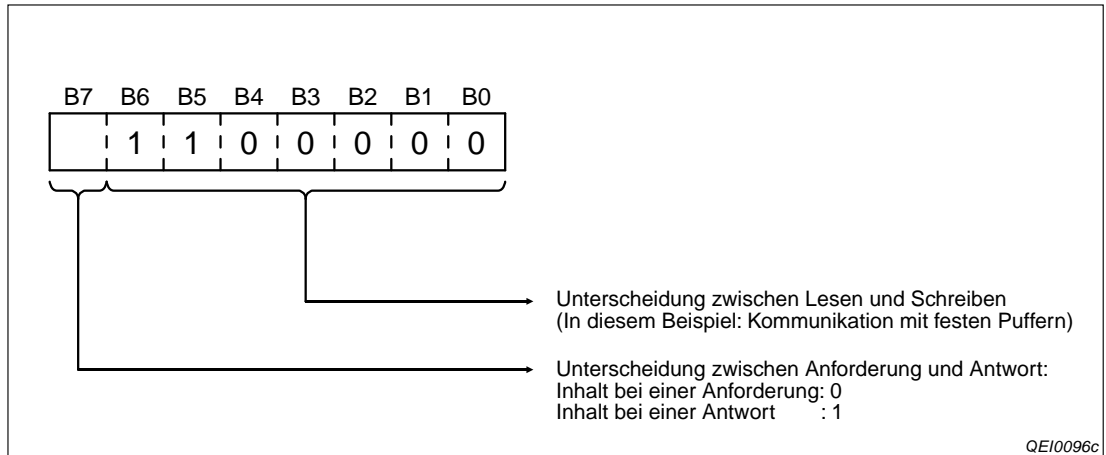 B7 B6 B5 B4 B3 B2 B1 B0
1 1 0 0 0 0 0
Unterscheidung zwischen Lesen und Schreiben
(In diesem Beispiel: Kommunikation mit festen Puffern)
Unterscheidung zwischen Anforderung und Antwort:
Inhalt bei einer Anforderung: 0
Inhalt bei einer Antwort : 1
QEI0096c